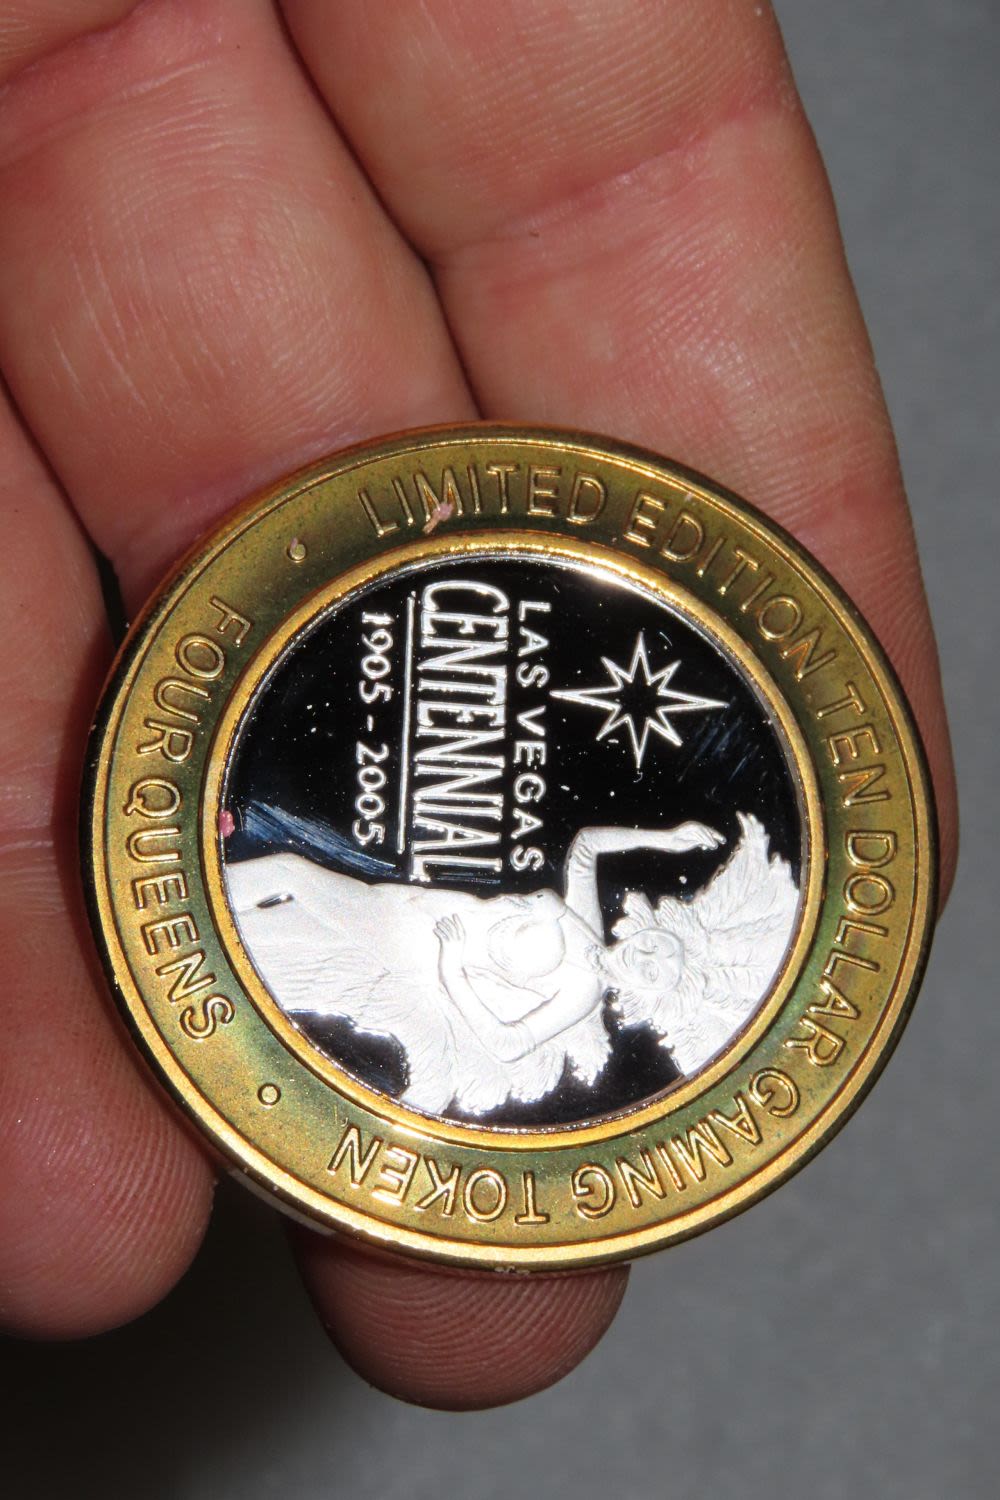 LIMITED EDITION TEN DOLLAR GAMING TOKEN
• FOUR QUEENS •
LAS VEGAS
CENTENNIAL
1905 - 2005